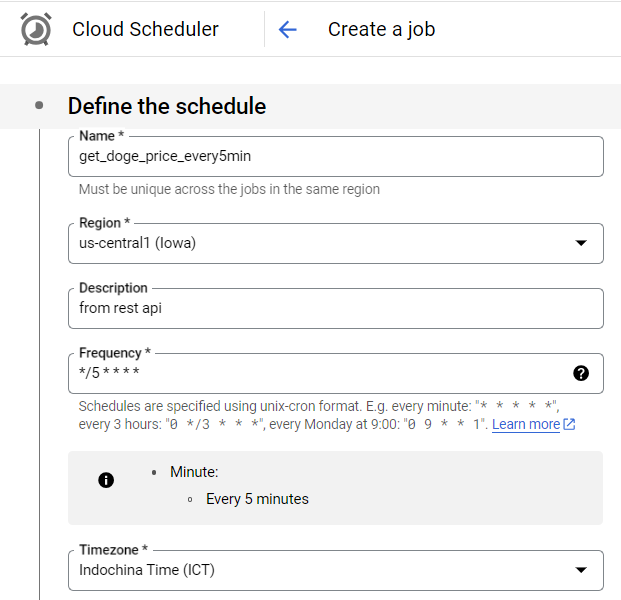 Cloud Scheduler
Create a job
Define the schedule
Name *
get_doge_price_every5min
Must be unique across the jobs in the same region
Region *
us-central1 (Iowa)
Description
from rest api
Frequency *
*/5 * * * *
Schedules are specified using unix-cron format. E.g. every minute: "* * * * *",
every 3 hours: "0 */3 * * *", every Monday at 9:00: "0 9 * * 1". Learn more
Minute:
Every 5 minutes
Timezone *
Indochina Time (ICT)